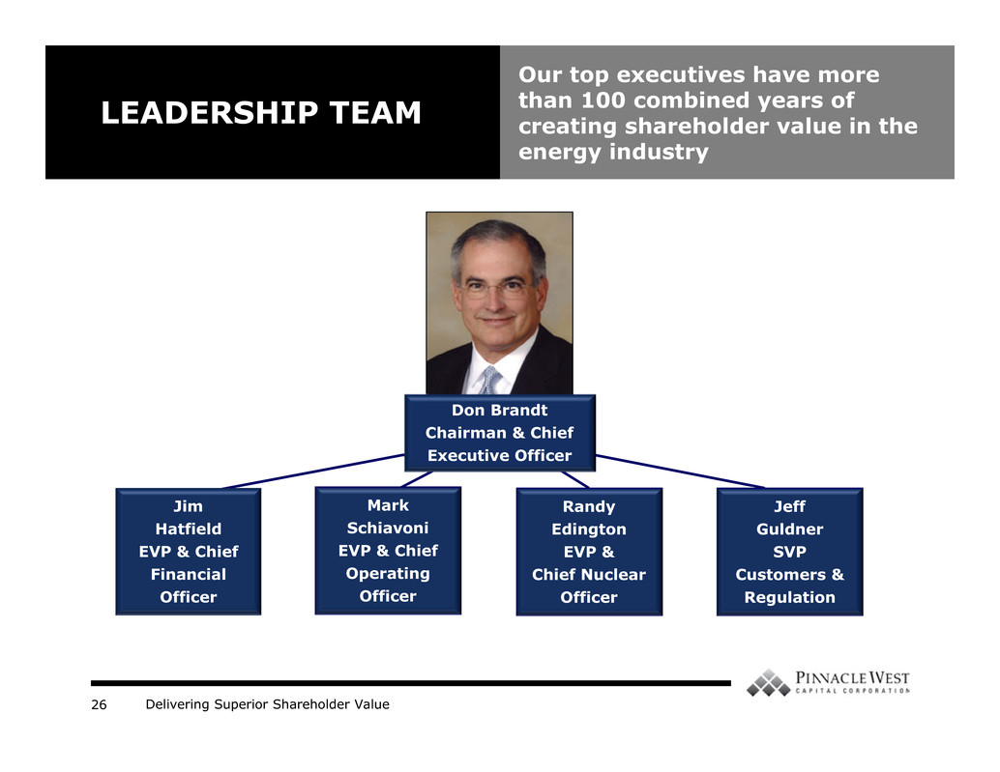 LEADERSHIP TEAM
Our top executives have more
than 100 combined years of
creating shareholder value in the
energy industry
Don Brandt
Chairman & Chief
Executive Officer
Jim
Hatfield
EVP & Chief
Financial
Officer
Mark
Schiavoni
EVP & Chief
Operating
Officer
Randy
Edington
EVP &
Chief Nuclear
Officer
Jeff
Guldner
SVP
Customers &
Regulation
PINNACLE WEST
CAPITAL CORPORATION
26 Delivering Superior Shareholder Value